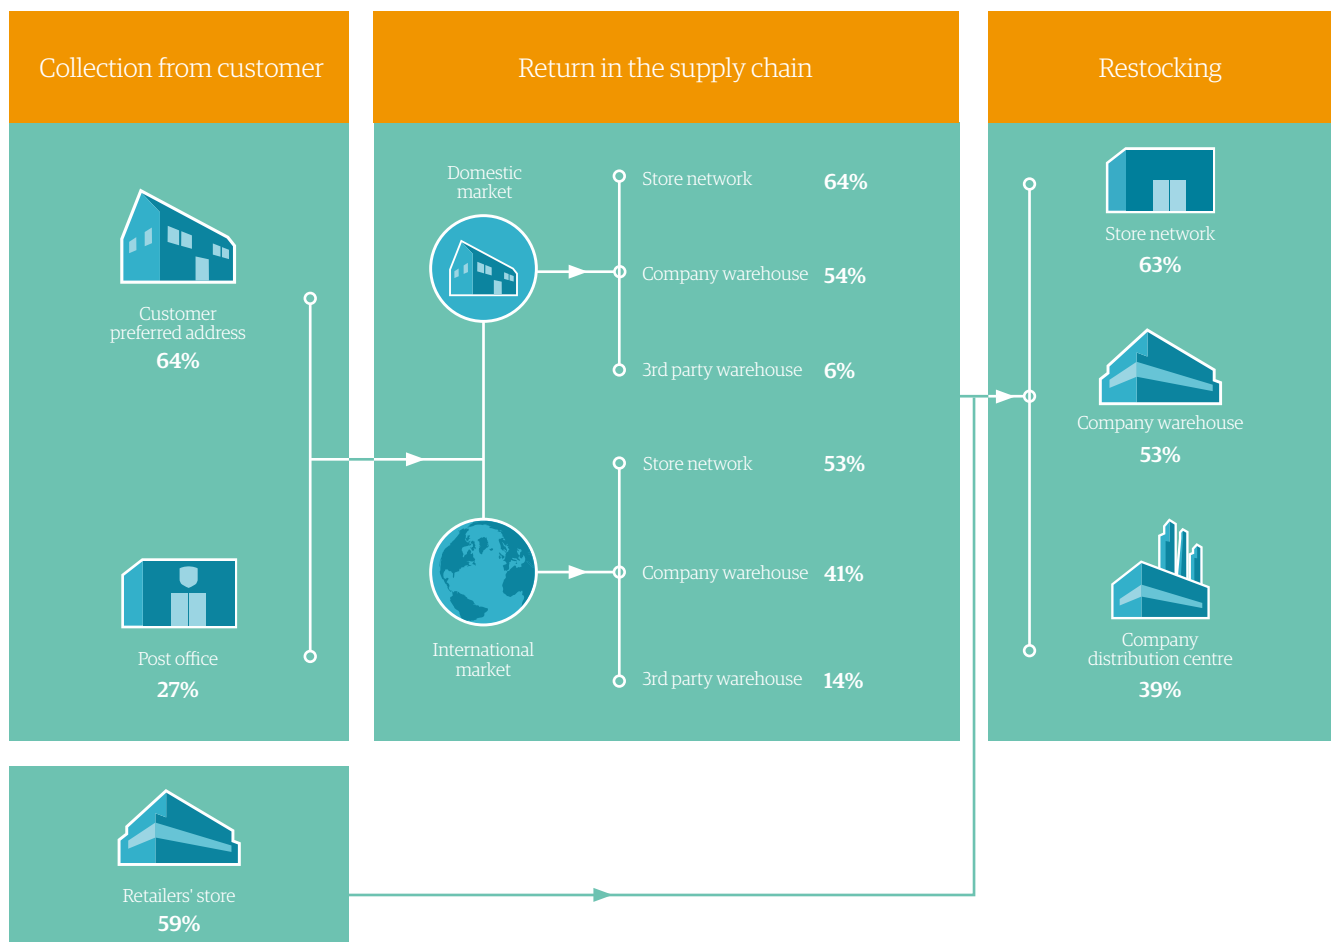 Collection from customer
Return in the supply chain
Restocking
Customer
preferred address
64%
Post office
27%
Retailers' store
59%
Domestic
market
Store network 64%
Company warehouse 54%
3rd party warehouse 6%
International
market
Store network 53%
Company warehouse 41%
3rd party warehouse 14%
Store network
63%
Company warehouse
53%
Company
distribution centre
39%